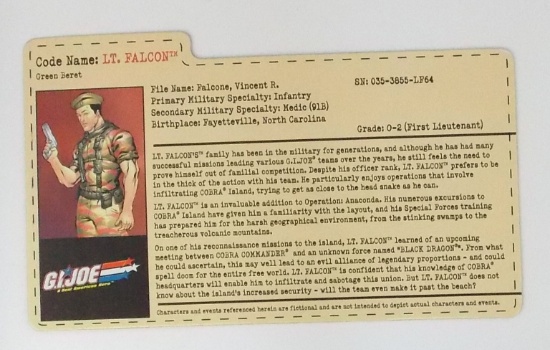 Code Name: LT. FALCON™
Green Beret
File Name: Falcone, Vincent R.
SN: 035-3855-LF64
Primary Military Specialty: Infantry
Secondary Military Specialty: Medic (91B)
Birthplace: Fayetteville, North Carolina
Grade: O-2 (First Lieutenant)
LT. FALCON'S™ family has been in the military for generations, and although he has had many
successful missions leading various G.I.JOE® teams over the years, he still feels the need to
prove himself out of familial competition. Despite his officer rank, LT. FALCON™ prefers to be
in the thick of the action with his team. He particularly enjoys operations that involve
infiltrating COBRA® Island, trying to get as close to the head snake as he can.
LT. FALCON™ is an invaluable addition to Operation: Anaconda. His numerous excursions to
COBRA® Island have given him a familiarity with the layout, and his Special Forces training
has prepared him for the harsh geographical environment, from the stinking swamps to the
treacherous volcanic mountains.
On one of his reconnaissance missions to the island, LT. FALCON™ learned of an upcoming
meeting between COBRA COMMANDER® and an unknown force named "BLACK DRAGON™". From what
he could ascertain, this may well lead to an evil alliance of legendary proportions - and could
spell doom for the entire free world. LT. FALCON™ is confident that his knowledge of COBRA®
headquarters will enable him to infiltrate and sabotage this union. But LT. FALCON™ does not
know about the island's increased security - will the team even make it past the beach?
G.I.JOE
A Real American Hero
Characters and events referenced herein are fictional and are not intended to depict actual characters and events.